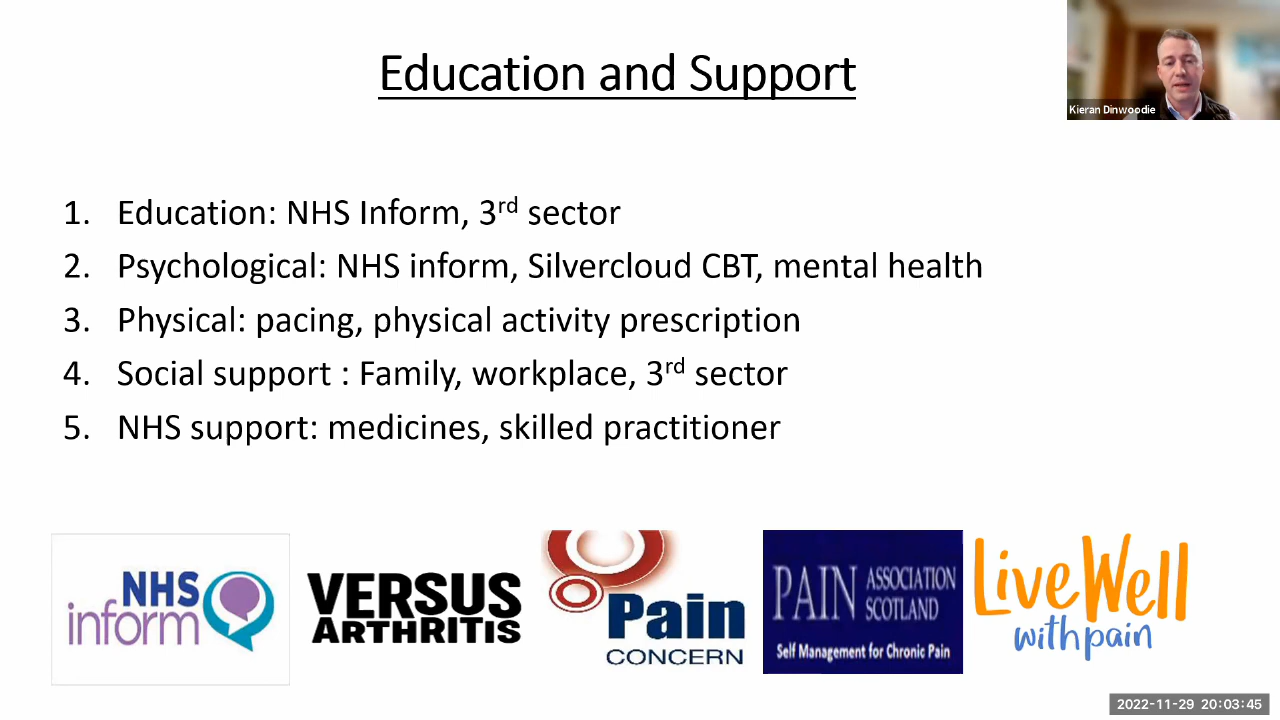 Education and Support
Kieran Dinwoodie
1. Education: NHS Inform, 3rd sector
2. Psychological: NHS inform, Silvercloud CBT, mental health
3. Physical: pacing, physical activity prescription
4. Social support : Family, workplace, 3rd sector
5. NHS support: medicines, skilled practitioner
NHS
inform
VERSUS
ARTHRITIS
Pain
CONCERN
PAIN ASSOCIATION
SCOTLAND
Self Management for Chronic Pain
Live Well
with pain
2022-11-29 20:03:45